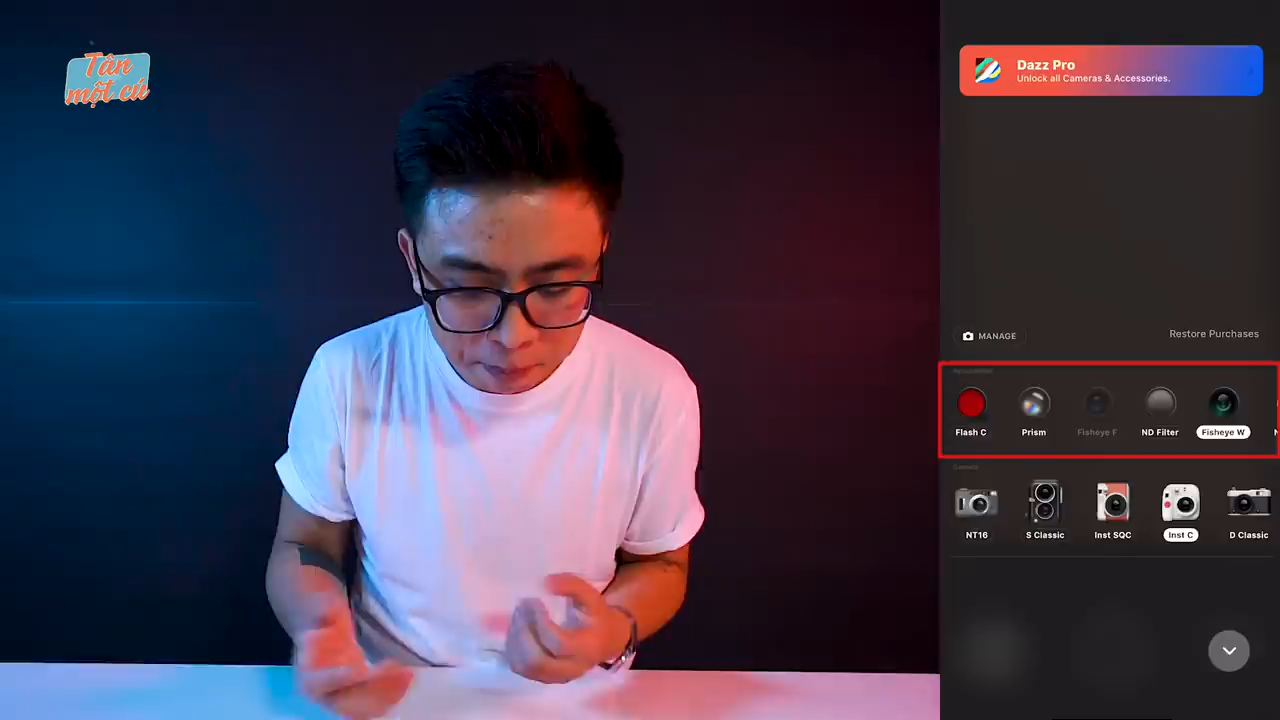 Tân
một cú
Dazz Pro
Unlock all Cameras & Accessories.
MANAGE
Restore Purchases
Flash C
Prism
Fisheye F
ND Filter
Fisheye W
Camera
NT16
S Classic
Inst SQC
Inst C
D Classic